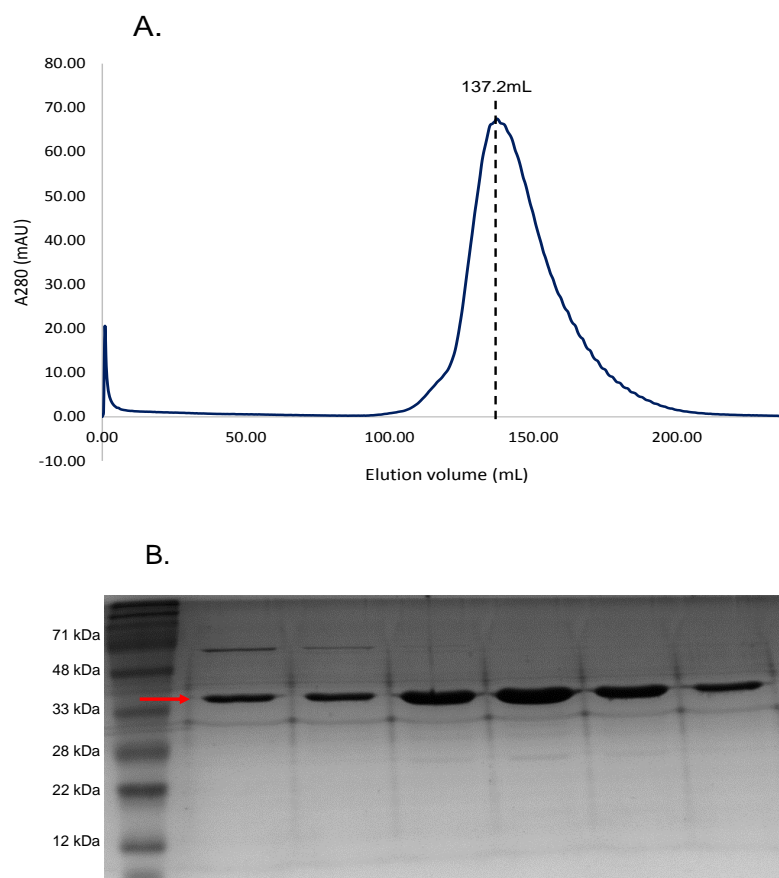 A.
80.00
70.00
60.00
50.00
40.00
30.00
20.00
10.00
0.00
-10.00
A280 (mAU)
137.2mL
0.00 50.00 100.00 150.00 200.00
Elution volume (mL)
B.
71 kDa
48 kDa
33 kDa
28 kDa
22 kDa
12 kDa